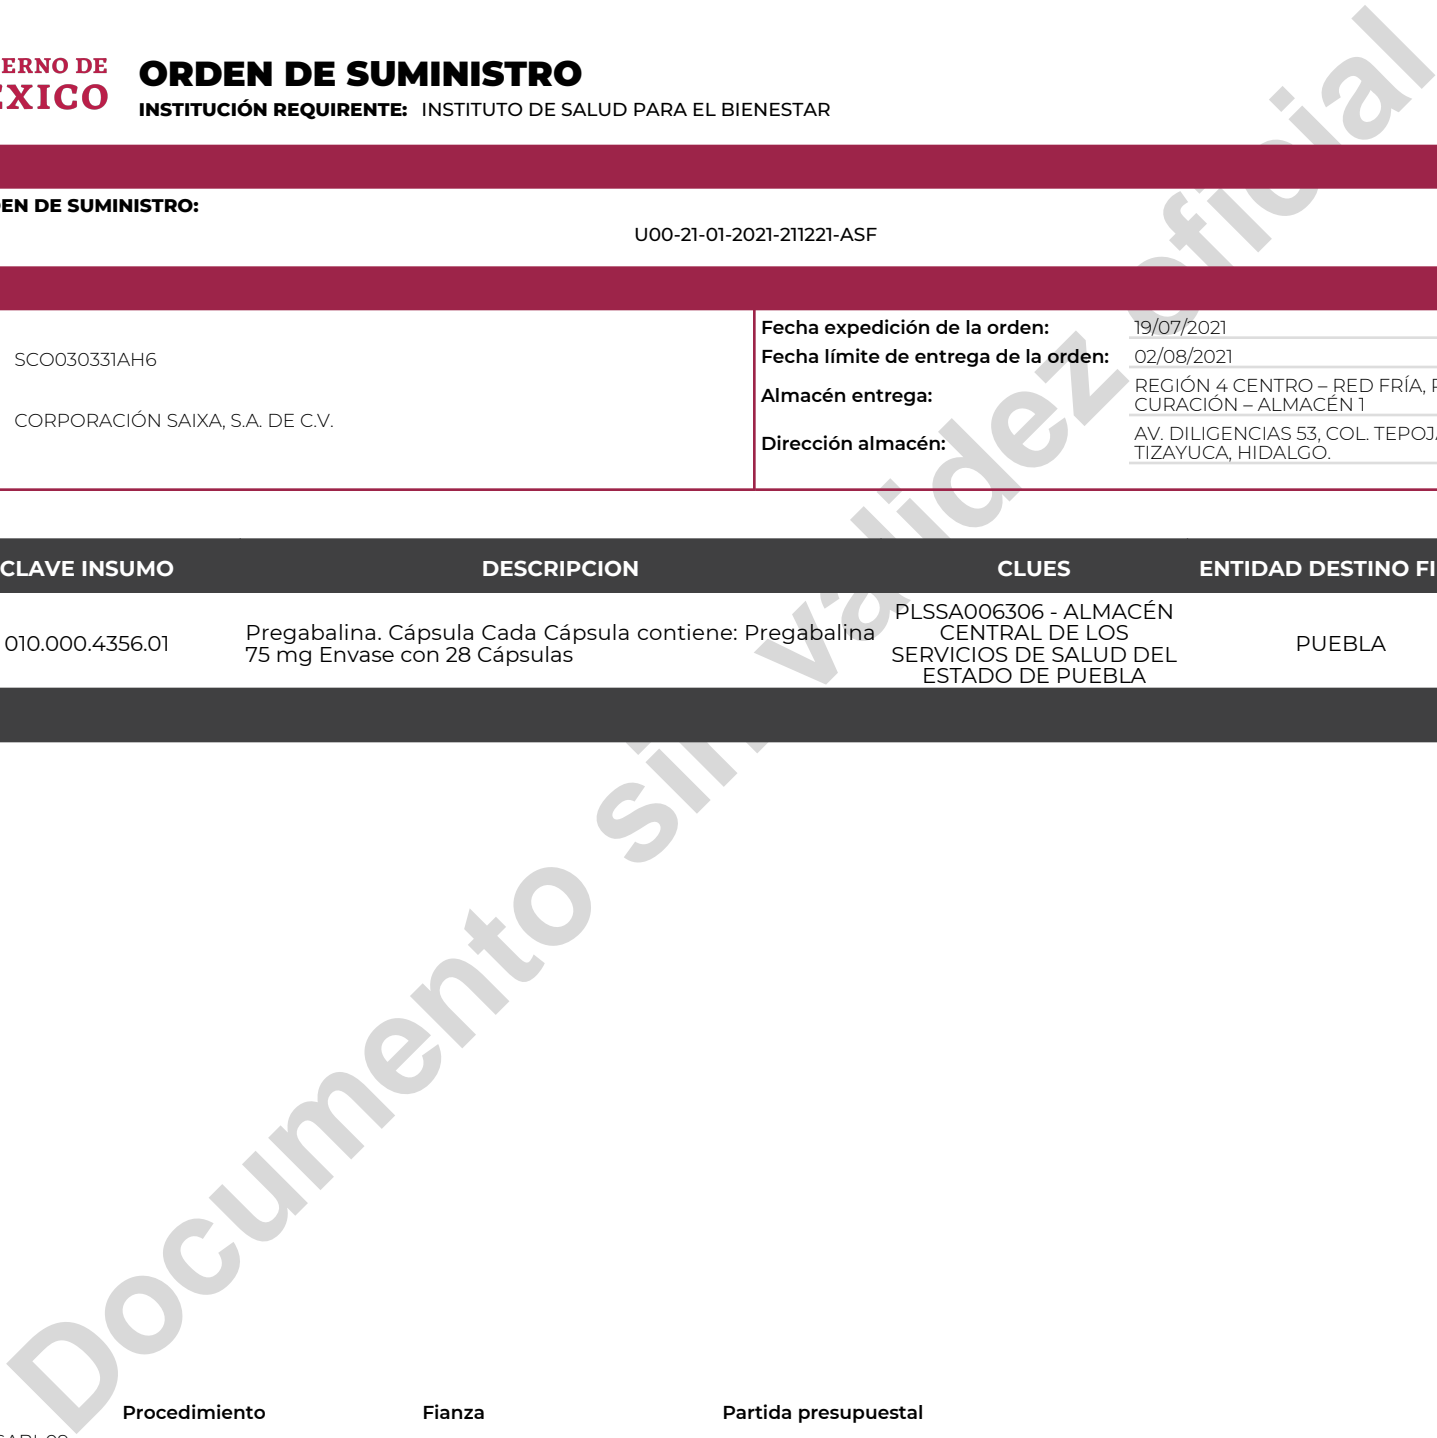 ERNO DE
ORDEN DE SUMINISTRO
INSTITUCIÓN REQUIRENTE: INSTITUTO DE SALUD PARA EL BIENESTAR
EN DE SUMINISTRO:
U00-21-01-2021-211221-ASF
SCO030331AH6
CORPORACIÓN SAIXA, S.A. DE C.V.
Fecha expedición de la orden: 19/07/2021
Fecha límite de entrega de la orden: 02/08/2021
Almacén entrega:
REGIÓN 4 CENTRO – RED FRÍA,
CURACIÓN – ALMACÉN 1
Dirección almacén:
AV. DILIGENCIAS 53, COL. TEPOJ
TIZAYUCA, HIDALGO.
CLAVE INSUMO DESCRIPCION CLUES ENTIDAD DESTINO FI
010.000.4356.01
Pregabalina. Cápsula Cada Cápsula contiene: Pregabalina
75 mg Envase con 28 Cápsulas
PLSSA006306 - ALMACÉN
CENTRAL DE LOS
SERVICIOS DE SALUD DEL
ESTADO DE PUEBLA
PUEBLA
Documento sin validez oficial
Procedimiento Fianza Partida presupuestal